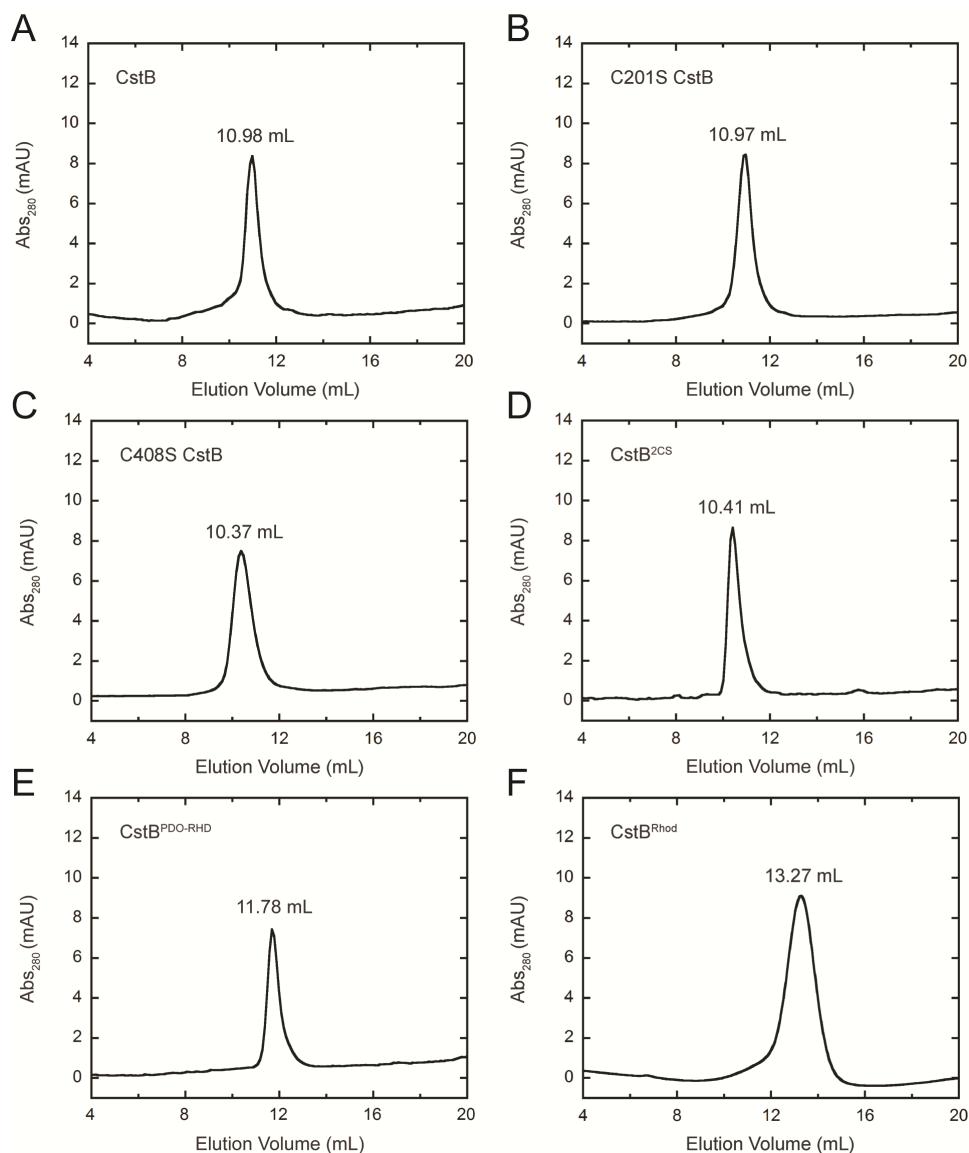 A
14
12
10
8
6
4
2
0
Abs280 (mAU)
CstB
10.98 mL
4 8 12 16 20
Elution Volume (mL)
B
14
12
10
8
6
4
2
0
Abs280 (mAU)
C201S CstB
10.97 mL
4 8 12 16 20
Elution Volume (mL)
C
14
12
10
8
6
4
2
0
Abs280 (mAU)
C408S CstB
10.37 mL
4 8 12 16 20
Elution Volume (mL)
D
14
12
10
8
6
4
2
0
Abs280 (mAU)
CstB2CS
10.41 mL
4 8 12 16 20
Elution Volume (mL)
E
14
12
10
8
6
4
2
0
Abs280 (mAU)
CstBPDO-RHD
11.78 mL
4 8 12 16 20
Elution Volume (mL)
F
14
12
10
8
6
4
2
0
Abs280 (mAU)
CstBRhod
13.27 mL
4 8 12 16 20
Elution Volume (mL)